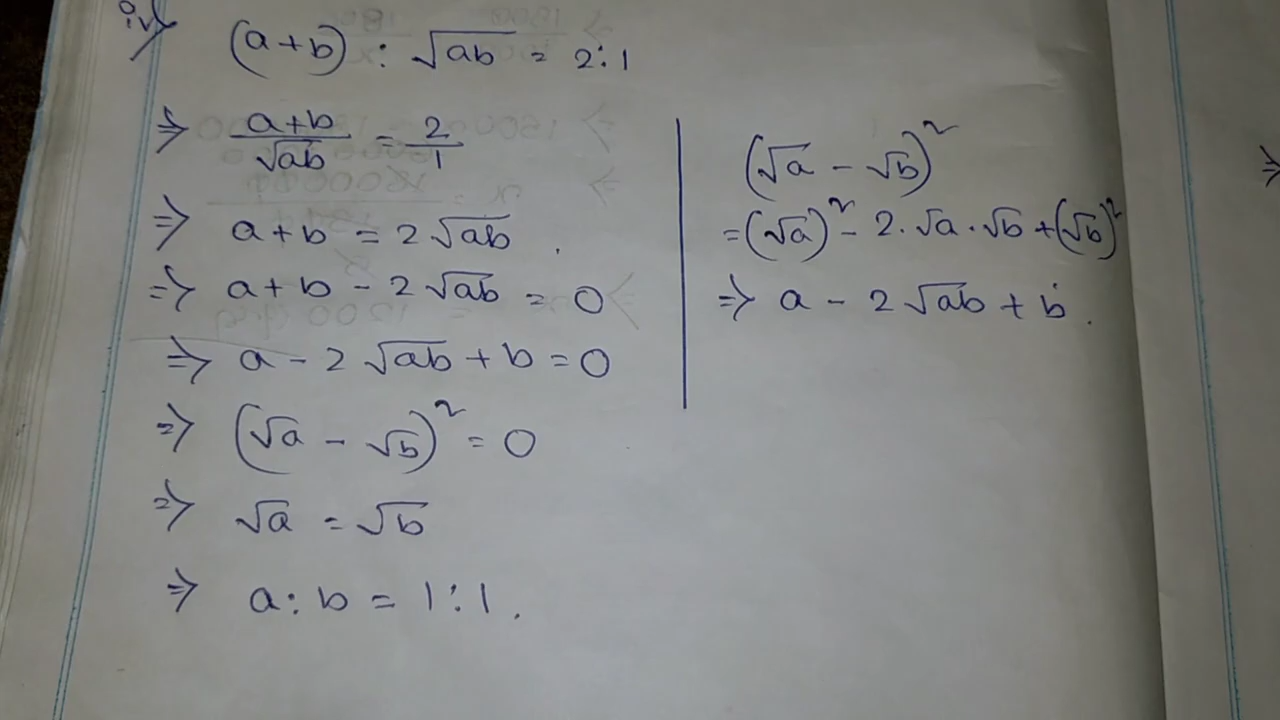 iv) (a+b) : √ab = 2:1
⇒ a+b/√ab = 2/1
⇒ a+b = 2√ab .
⇒ a+b - 2√ab = 0
⇒ a - 2√ab + b = 0
⇒ (√a - √b)² = 0
⇒ √a = √b
⇒ a:b = 1:1.
(√a - √b)²
= (√a)² - 2.√a.√b + (√b)²
⇒ a - 2√ab + b.
⇒